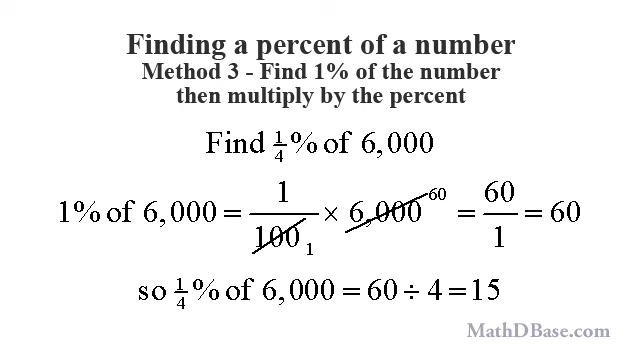 Finding a percent of a number
Method 3 - Find 1% of the number
then multiply by the percent
Find 1/4% of 6,000
1% of 6,000 = 1/100 1 × 6,000 60 = 60/1 = 60
so 1/4% of 6,000 = 60 ÷ 4 = 15
MathDBase.com